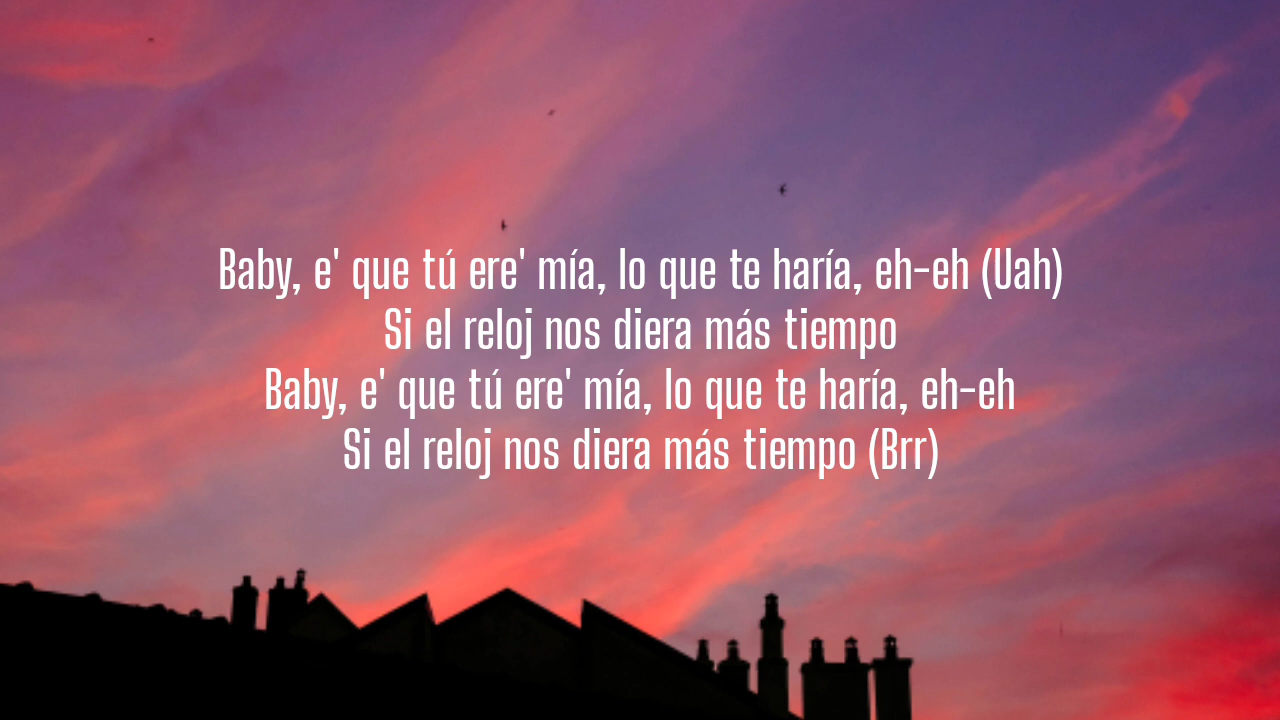 Baby, e' que tú ere' mía, lo que te haría, eh-eh (Uah)
Si el reloj nos diera más tiempo
Baby, e' que tú ere' mía, lo que te haría, eh-eh
Si el reloj nos diera más tiempo (Brr)